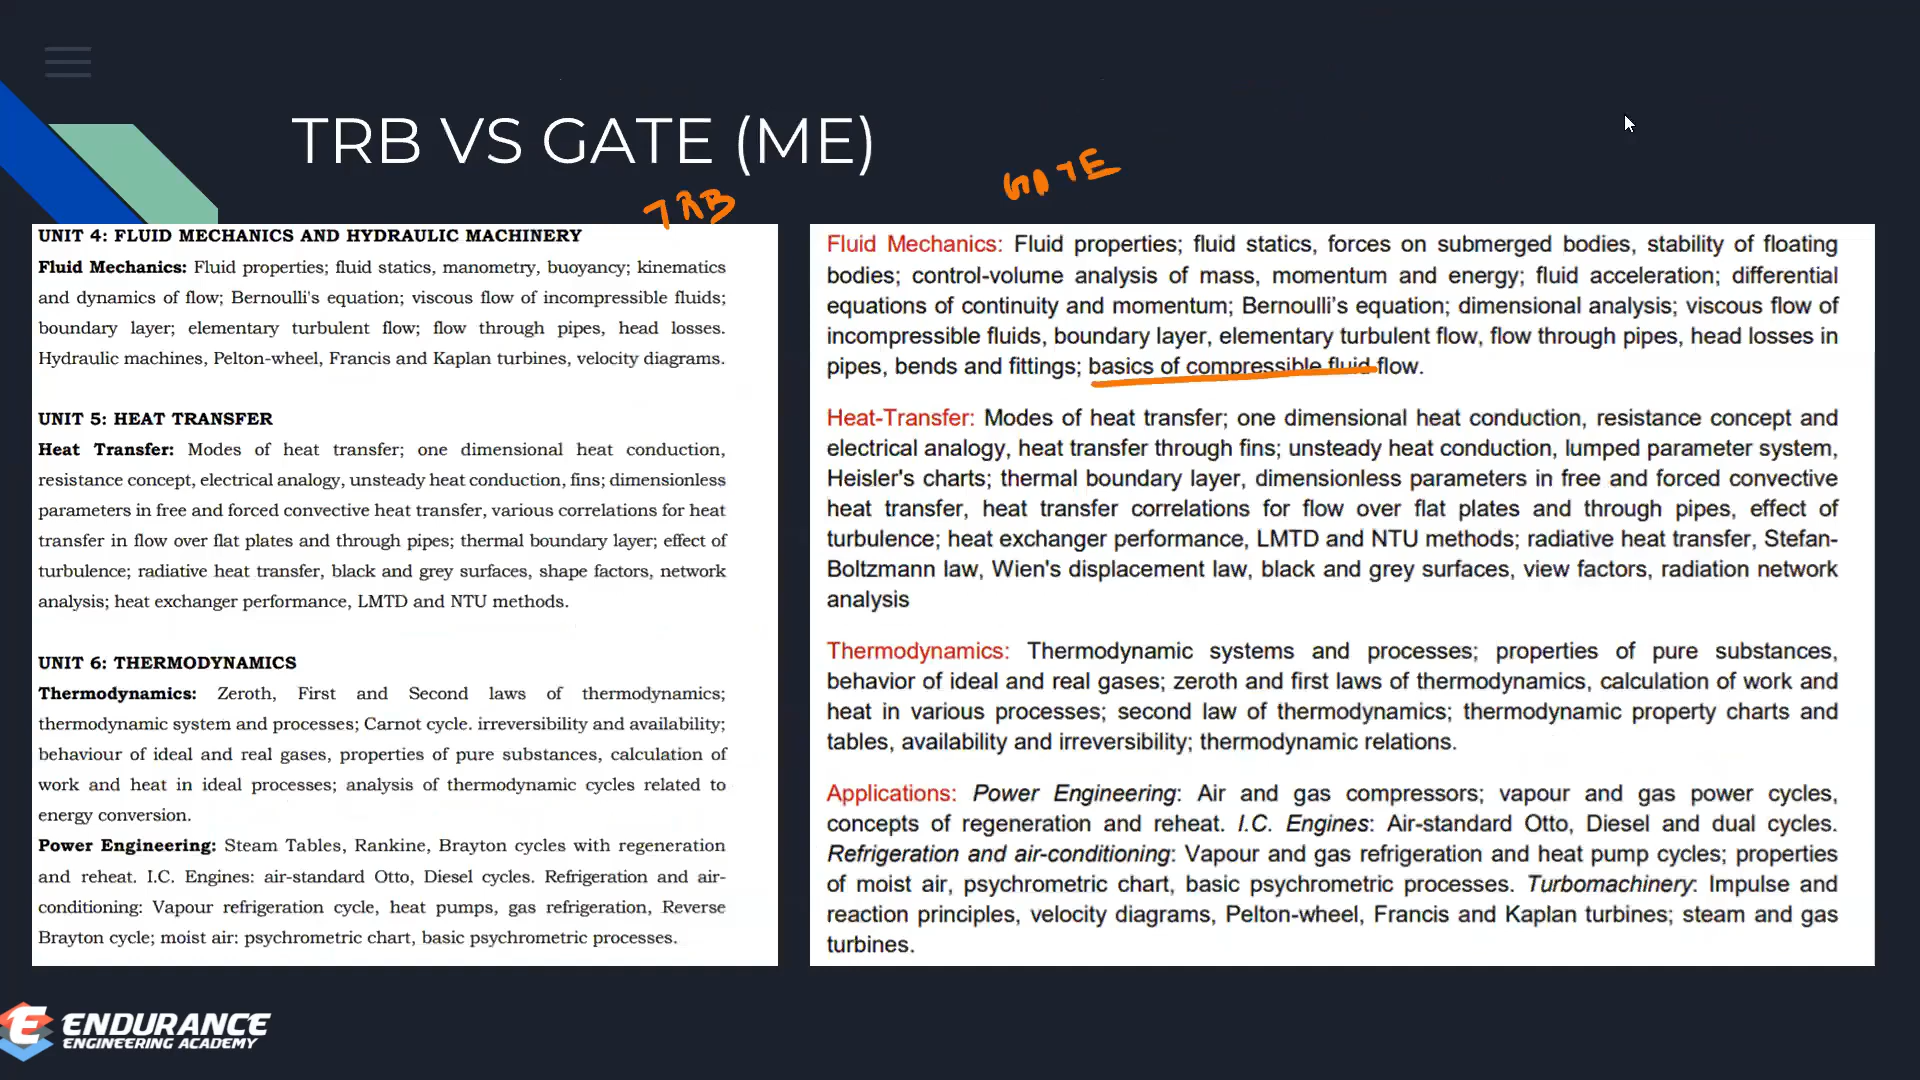 TRB VS GATE (ME)
TRB
GATE
UNIT 4: FLUID MECHANICS AND HYDRAULIC MACHINERY
Fluid Mechanics: Fluid properties; fluid statics, manometry, buoyancy; kinematics
and dynamics of flow; Bernoulli's equation; viscous flow of incompressible fluids;
boundary layer; elementary turbulent flow; flow through pipes, head losses.
Hydraulic machines, Pelton-wheel, Francis and Kaplan turbines, velocity diagrams.
UNIT 5: HEAT TRANSFER
Heat Transfer: Modes of heat transfer; one dimensional heat conduction,
resistance concept, electrical analogy, unsteady heat conduction, fins; dimensionless
parameters in free and forced convective heat transfer, various correlations for heat
transfer in flow over flat plates and through pipes; thermal boundary layer; effect of
turbulence; radiative heat transfer, black and grey surfaces, shape factors, network
analysis; heat exchanger performance, LMTD and NTU methods.
UNIT 6: THERMODYNAMICS
Thermodynamics: Zeroth, First and Second laws of thermodynamics;
thermodynamic system and processes; Carnot cycle. irreversibility and availability;
behaviour of ideal and real gases, properties of pure substances, calculation of
work and heat in ideal processes; analysis of thermodynamic cycles related to
energy conversion.
Power Engineering: Steam Tables, Rankine, Brayton cycles with regeneration
and reheat. I.C. Engines: air-standard Otto, Diesel cycles. Refrigeration and air-
conditioning: Vapour refrigeration cycle, heat pumps, gas refrigeration, Reverse
Brayton cycle; moist air: psychrometric chart, basic psychrometric processes.
Fluid Mechanics: Fluid properties; fluid statics, forces on submerged bodies, stability of floating
bodies; control-volume analysis of mass, momentum and energy; fluid acceleration; differential
equations of continuity and momentum; Bernoulli's equation; dimensional analysis; viscous flow of
incompressible fluids, boundary layer, elementary turbulent flow, flow through pipes, head losses in
pipes, bends and fittings; basics of compressible fluid flow.
Heat-Transfer: Modes of heat transfer; one dimensional heat conduction, resistance concept and
electrical analogy, heat transfer through fins; unsteady heat conduction, lumped parameter system,
Heisler's charts; thermal boundary layer, dimensionless parameters in free and forced convective
heat transfer, heat transfer correlations for flow over flat plates and through pipes, effect of
turbulence; heat exchanger performance, LMTD and NTU methods; radiative heat transfer, Stefan-
Boltzmann law, Wien's displacement law, black and grey surfaces, view factors, radiation network
analysis
Thermodynamics: Thermodynamic systems and processes; properties of pure substances,
behavior of ideal and real gases; zeroth and first laws of thermodynamics, calculation of work and
heat in various processes; second law of thermodynamics; thermodynamic property charts and
tables, availability and irreversibility; thermodynamic relations.
Applications: Power Engineering: Air and gas compressors; vapour and gas power cycles,
concepts of regeneration and reheat. I.C. Engines: Air-standard Otto, Diesel and dual cycles.
Refrigeration and air-conditioning: Vapour and gas refrigeration and heat pump cycles; properties
of moist air, psychrometric chart, basic psychrometric processes. Turbomachinery: Impulse and
reaction principles, velocity diagrams, Pelton-wheel, Francis and Kaplan turbines; steam and gas
turbines.
ENDURANCE
ENGINEERING ACADEMY